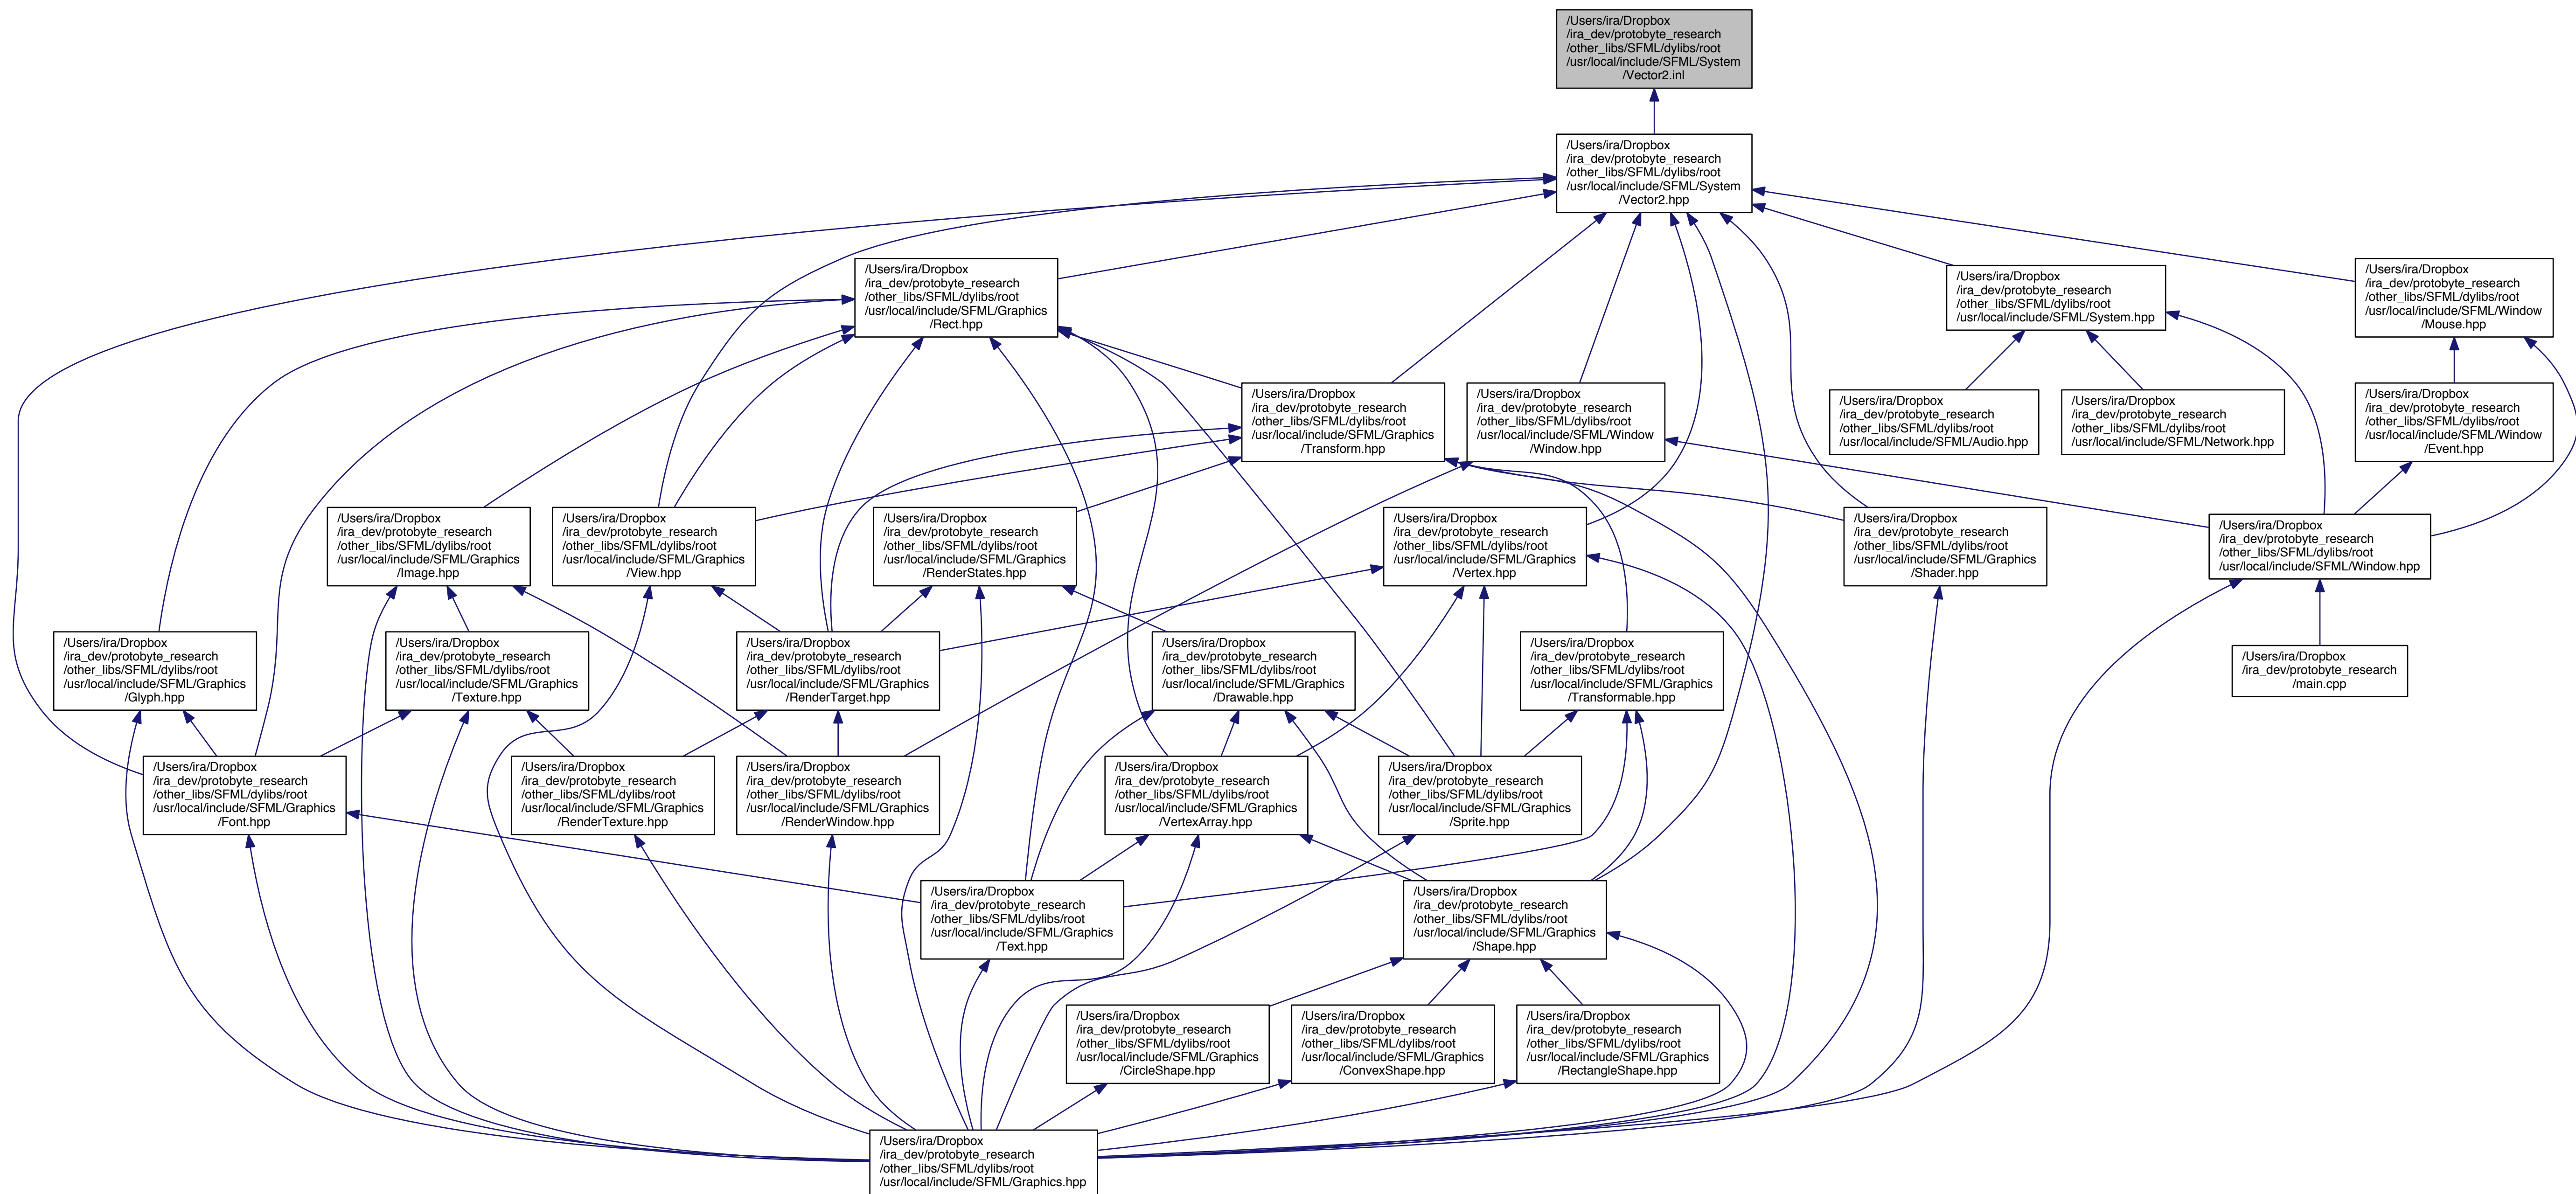 /Users/ira/Dropbox
/ira_dev/protobyte_research
/other_libs/SFML/dylibs/root
/usr/local/include/SFML/System
/Vector2.inl
/Users/ira/Dropbox
/ira_dev/protobyte_research
/other_libs/SFML/dylibs/root
/usr/local/include/SFML/System
/Vector2.hpp
/Users/ira/Dropbox
/ira_dev/protobyte_research
/other_libs/SFML/dylibs/root
/usr/local/include/SFML/Graphics
/Rect.hpp
/Users/ira/Dropbox
/ira_dev/protobyte_research
/other_libs/SFML/dylibs/root
/usr/local/include/SFML/System.hpp
/Users/ira/Dropbox
/ira_dev/protobyte_research
/other_libs/SFML/dylibs/root
/usr/local/include/SFML/Window
/Mouse.hpp
/Users/ira/Dropbox
/ira_dev/protobyte_research
/other_libs/SFML/dylibs/root
/usr/local/include/SFML/Graphics
/Transform.hpp
/Users/ira/Dropbox
/ira_dev/protobyte_research
/other_libs/SFML/dylibs/root
/usr/local/include/SFML/Window
/Window.hpp
/Users/ira/Dropbox
/ira_dev/protobyte_research
/other_libs/SFML/dylibs/root
/usr/local/include/SFML/Audio.hpp
/Users/ira/Dropbox
/ira_dev/protobyte_research
/other_libs/SFML/dylibs/root
/usr/local/include/SFML/Network.hpp
/Users/ira/Dropbox
/ira_dev/protobyte_research
/other_libs/SFML/dylibs/root
/usr/local/include/SFML/Window
/Event.hpp
/Users/ira/Dropbox
/ira_dev/protobyte_research
/other_libs/SFML/dylibs/root
/usr/local/include/SFML/Graphics
/Image.hpp
/Users/ira/Dropbox
/ira_dev/protobyte_research
/other_libs/SFML/dylibs/root
/usr/local/include/SFML/Graphics
/View.hpp
/Users/ira/Dropbox
/ira_dev/protobyte_research
/other_libs/SFML/dylibs/root
/usr/local/include/SFML/Graphics
/RenderStates.hpp
/Users/ira/Dropbox
/ira_dev/protobyte_research
/other_libs/SFML/dylibs/root
/usr/local/include/SFML/Graphics
/Vertex.hpp
/Users/ira/Dropbox
/ira_dev/protobyte_research
/other_libs/SFML/dylibs/root
/usr/local/include/SFML/Graphics
/Shader.hpp
/Users/ira/Dropbox
/ira_dev/protobyte_research
/other_libs/SFML/dylibs/root
/usr/local/include/SFML/Window.hpp
/Users/ira/Dropbox
/ira_dev/protobyte_research
/other_libs/SFML/dylibs/root
/usr/local/include/SFML/Graphics
/Glyph.hpp
/Users/ira/Dropbox
/ira_dev/protobyte_research
/other_libs/SFML/dylibs/root
/usr/local/include/SFML/Graphics
/Texture.hpp
/Users/ira/Dropbox
/ira_dev/protobyte_research
/other_libs/SFML/dylibs/root
/usr/local/include/SFML/Graphics
/RenderTarget.hpp
/Users/ira/Dropbox
/ira_dev/protobyte_research
/other_libs/SFML/dylibs/root
/usr/local/include/SFML/Graphics
/Drawable.hpp
/Users/ira/Dropbox
/ira_dev/protobyte_research
/other_libs/SFML/dylibs/root
/usr/local/include/SFML/Graphics
/Transformable.hpp
/Users/ira/Dropbox
/ira_dev/protobyte_research
/main.cpp
/Users/ira/Dropbox
/ira_dev/protobyte_research
/other_libs/SFML/dylibs/root
/usr/local/include/SFML/Graphics
/Font.hpp
/Users/ira/Dropbox
/ira_dev/protobyte_research
/other_libs/SFML/dylibs/root
/usr/local/include/SFML/Graphics
/RenderTexture.hpp
/Users/ira/Dropbox
/ira_dev/protobyte_research
/other_libs/SFML/dylibs/root
/usr/local/include/SFML/Graphics
/RenderWindow.hpp
/Users/ira/Dropbox
/ira_dev/protobyte_research
/other_libs/SFML/dylibs/root
/usr/local/include/SFML/Graphics
/VertexArray.hpp
/Users/ira/Dropbox
/ira_dev/protobyte_research
/other_libs/SFML/dylibs/root
/usr/local/include/SFML/Graphics
/Sprite.hpp
/Users/ira/Dropbox
/ira_dev/protobyte_research
/other_libs/SFML/dylibs/root
/usr/local/include/SFML/Graphics
/Text.hpp
/Users/ira/Dropbox
/ira_dev/protobyte_research
/other_libs/SFML/dylibs/root
/usr/local/include/SFML/Graphics
/Shape.hpp
/Users/ira/Dropbox
/ira_dev/protobyte_research
/other_libs/SFML/dylibs/root
/usr/local/include/SFML/Graphics
/CircleShape.hpp
/Users/ira/Dropbox
/ira_dev/protobyte_research
/other_libs/SFML/dylibs/root
/usr/local/include/SFML/Graphics
/ConvexShape.hpp
/Users/ira/Dropbox
/ira_dev/protobyte_research
/other_libs/SFML/dylibs/root
/usr/local/include/SFML/Graphics
/RectangleShape.hpp
/Users/ira/Dropbox
/ira_dev/protobyte_research
/other_libs/SFML/dylibs/root
/usr/local/include/SFML/Graphics.hpp